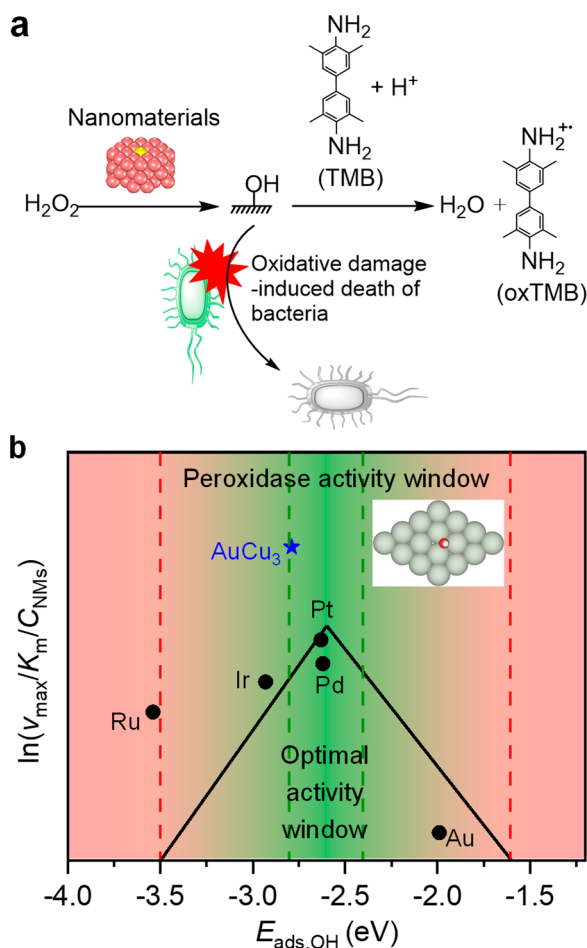 a
NH₂
Nanomaterials
+ H⁺
NH₂
(TMB)
H₂O₂
OH
H₂O +
NH₂⁺•
NH₂
(oxTMB)
Oxidative damage
-induced death of
bacteria
b
Peroxidase activity window
AuCu₃
Pt
Pd
Ir
Ru
Au
Optimal
activity
window
ln(vmax/Km/CNMs)
-4.0 -3.5 -3.0 -2.5 -2.0 -1.5
Eads,OH (eV)